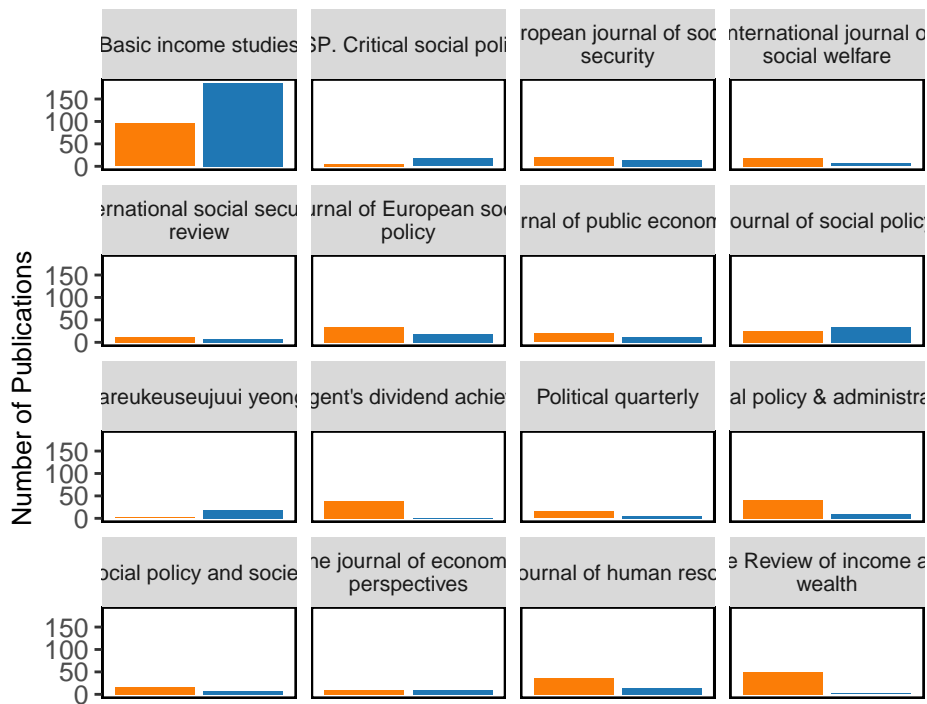 Basic income studies
SP. Critical social poli
ropean journal of soc
security
nternational journal o
social welfare
150
100
50
0
ernational social secu
review
urnal of European soc
policy
rnal of public econom
ournal of social policy
150
100
50
0
areukeuseujuui yeong
gent's dividend achiev
Political quarterly
al policy & administra
150
100
50
0
ocial policy and socie
he journal of econom
perspectives
ournal of human reso
e Review of income a
wealth
150
100
50
0
Number of Publications